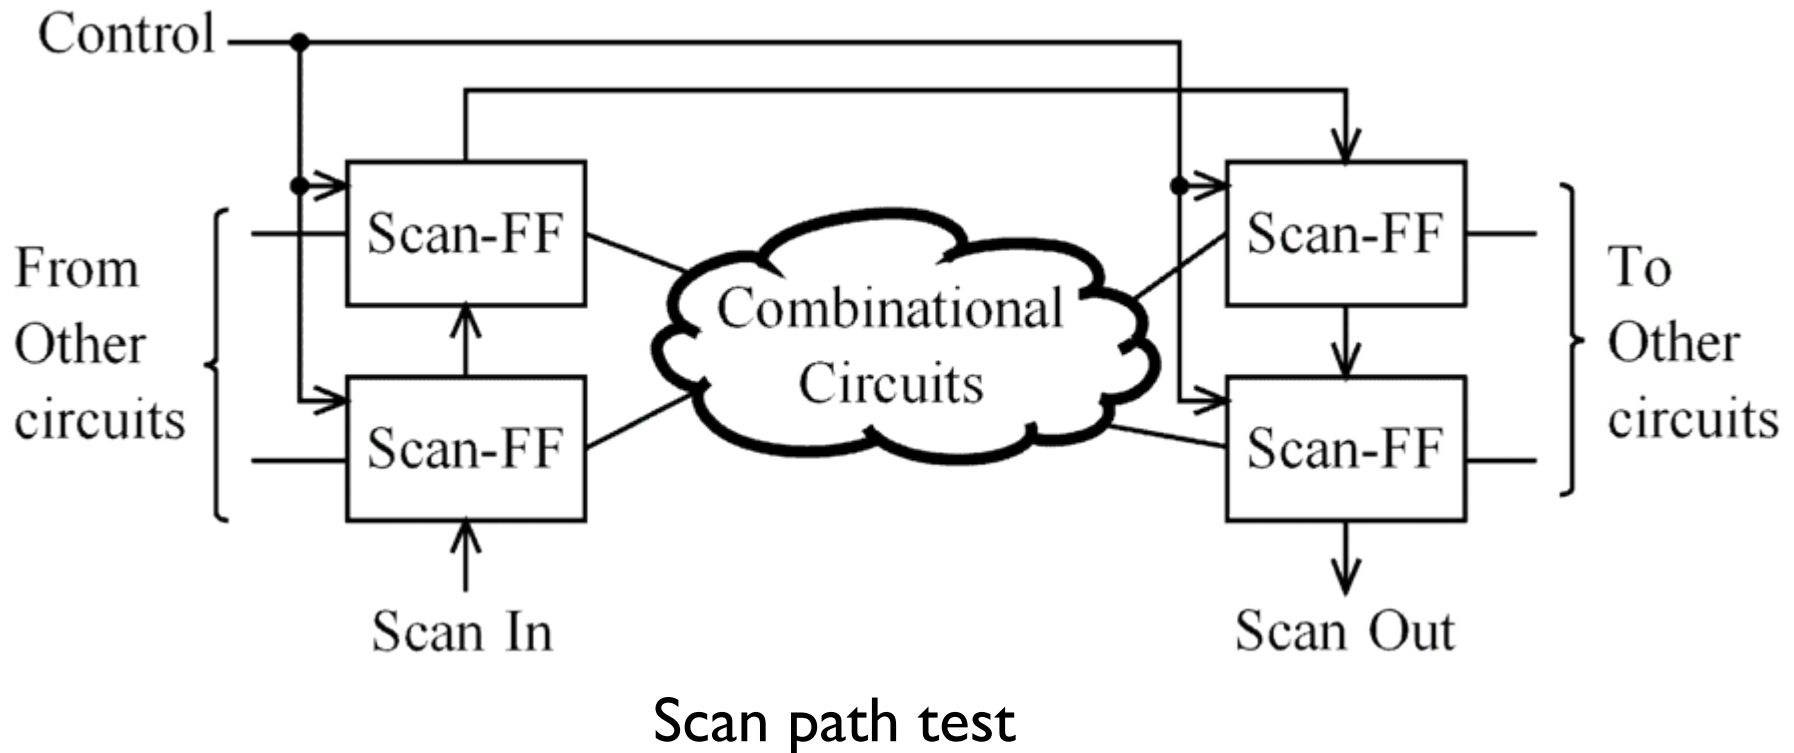 Control
Scan-FF
Scan-FF
From
Other
circuits
Scan-FF
Scan-FF
Combinational
Circuits
To
Other
circuits
Scan In
Scan Out
Scan path test